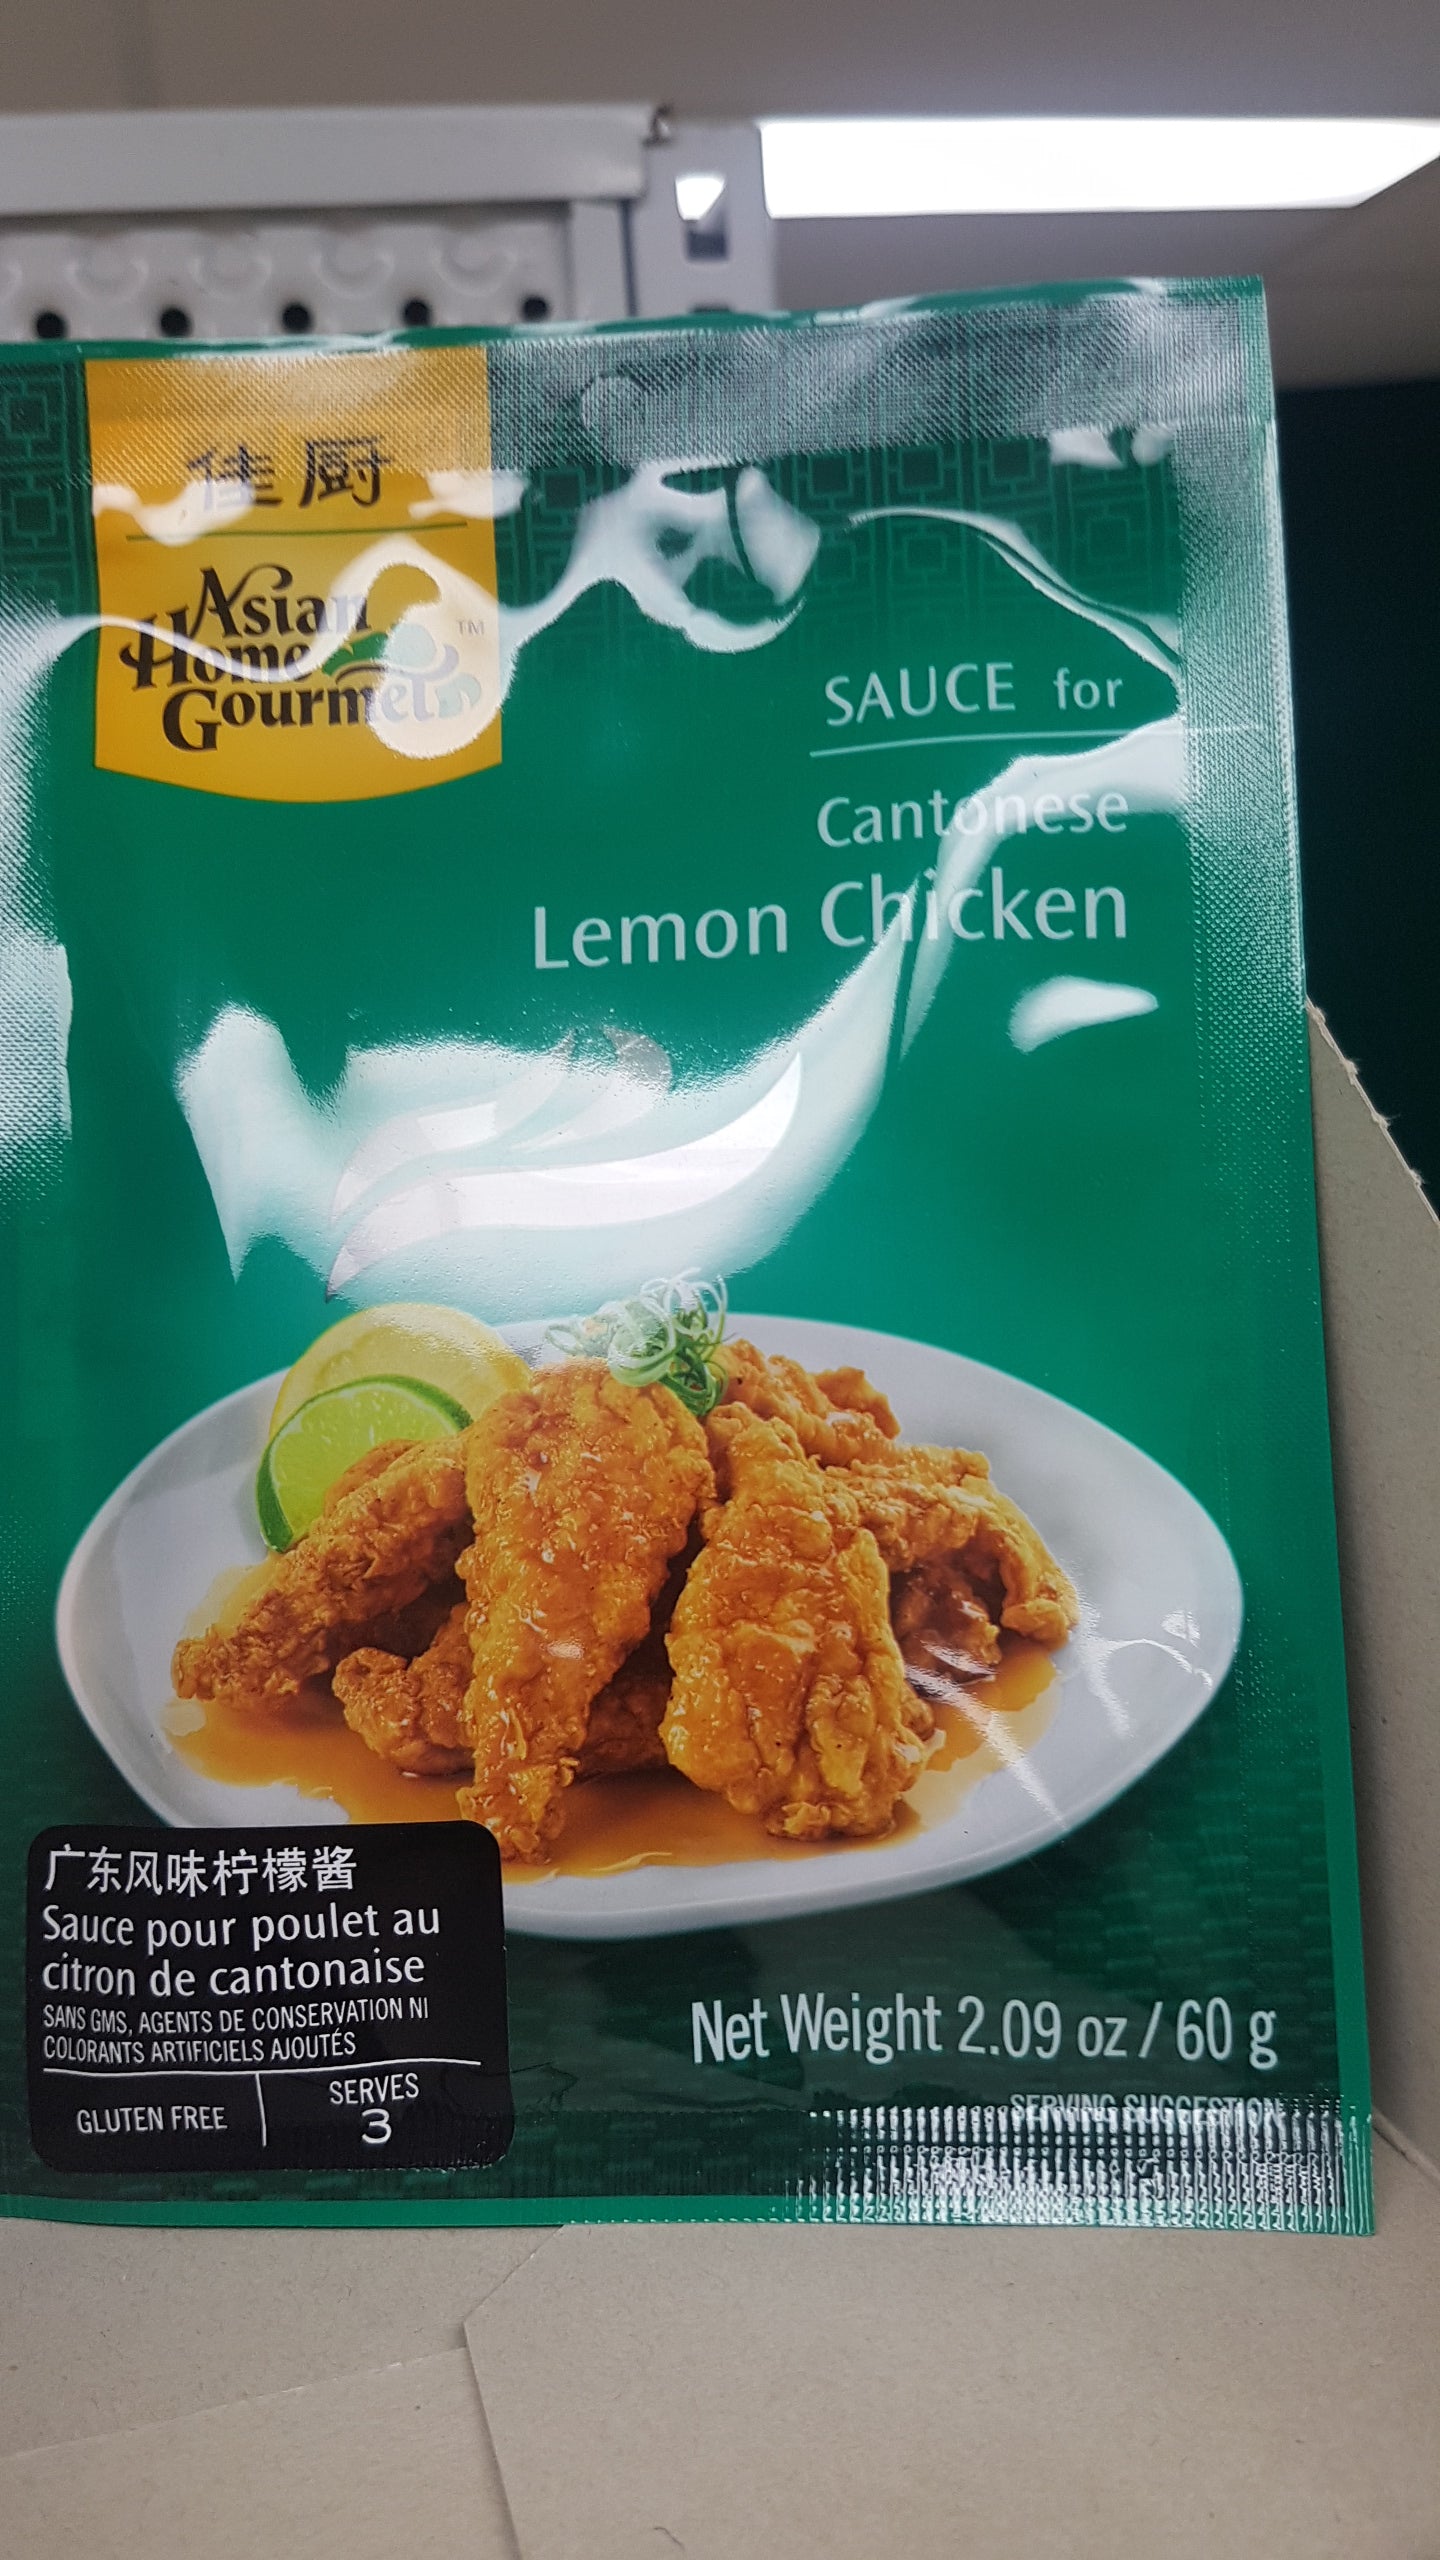 佳厨
Asian
Home
Gourmet
TM
SAUCE for
Cantonese
Lemon Chicken
广东风味柠檬酱
Sauce pour poulet au
citron de cantonaise
SANS GMS, AGENTS DE CONSERVATION NI
COLORANTS ARTIFICIELS AJOUTÉS
GLUTEN FREE
SERVES
3
Net Weight 2.09 oz / 60 g
SERVING SUGGESTION